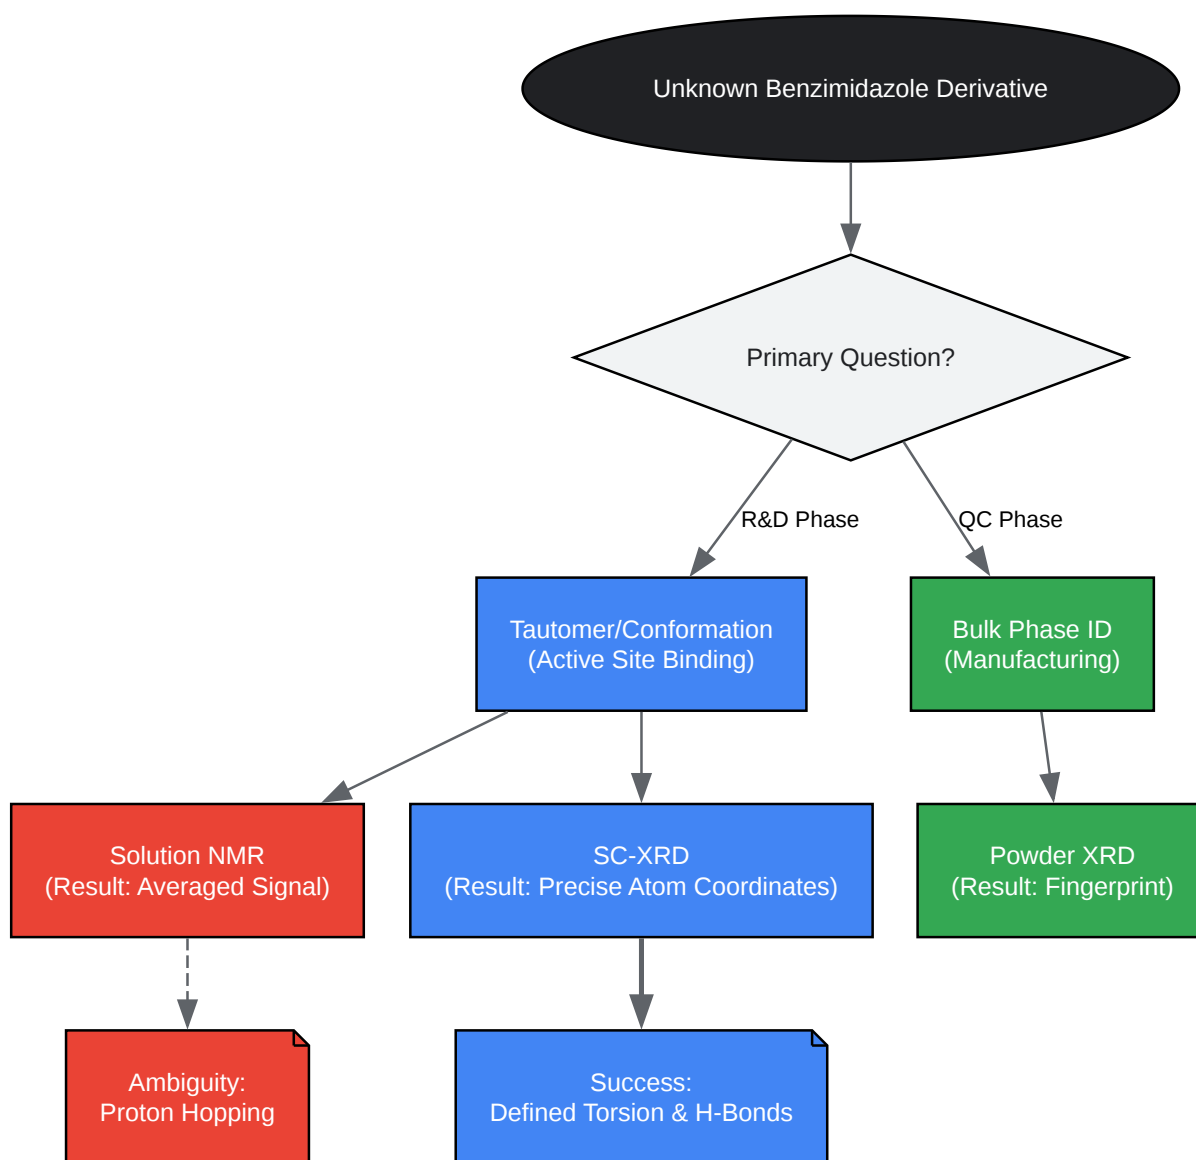 Unknown Benzimidazole Derivative
Primary Question?
R&D Phase
QC Phase
Tautomer/Conformation
(Active Site Binding)
Bulk Phase ID
(Manufacturing)
Solution NMR
(Result: Averaged Signal)
SC-XRD
(Result: Precise Atom Coordinates)
Powder XRD
(Result: Fingerprint)
Ambiguity:
Proton Hopping
Success:
Defined Torsion & H-Bonds